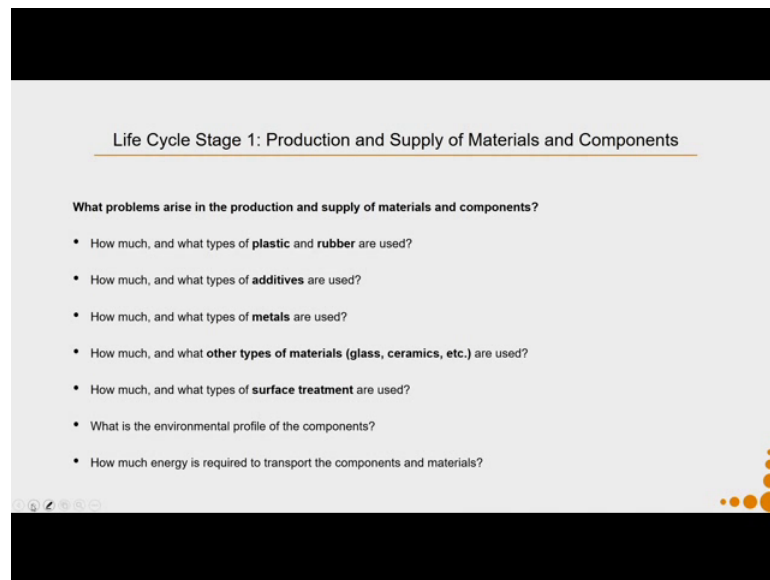 Life Cycle Stage 1: Production and Supply of Materials and Components
What problems arise in the production and supply of materials and components?
• How much, and what types of plastic and rubber are used?
• How much, and what types of additives are used?
• How much, and what types of metals are used?
• How much, and what other types of materials (glass, ceramics, etc.) are used?
• How much, and what types of surface treatment are used?
• What is the environmental profile of the components?
• How much energy is required to transport the components and materials?